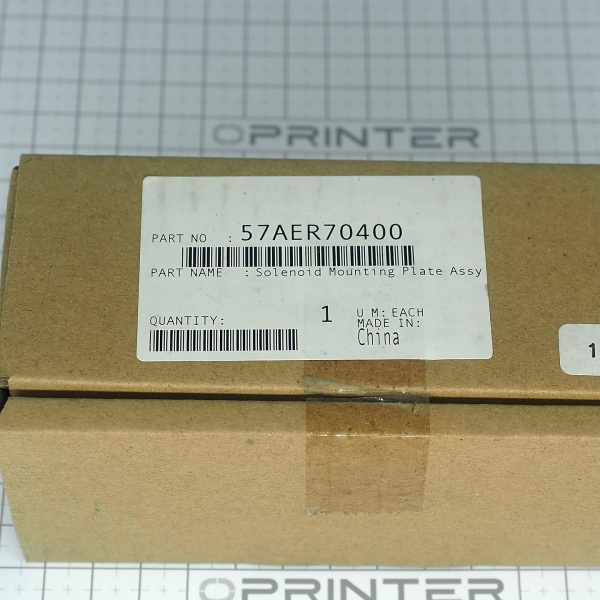 OPRINTER
PART NO : 57AER70400
PART NAME : Solenoid Mounting Plate Assy
QUANTITY: 1 U M: EACH
MADE IN:
China
1
OPRINTER